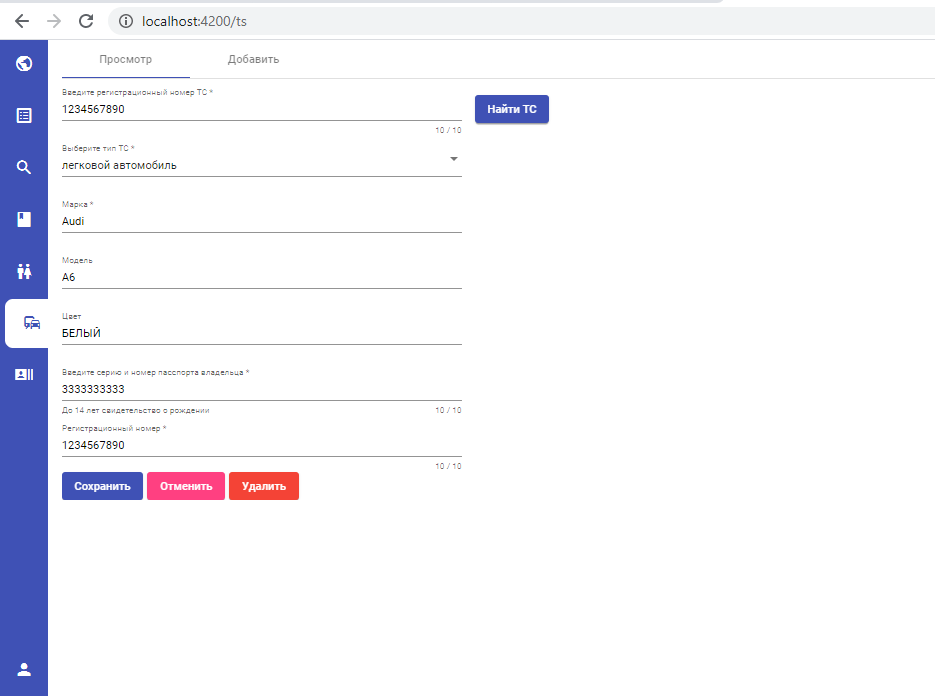 localhost:4200/ts
Просмотр Добавить
Введите регистрационный номер ТС *
1234567890
Найти ТС
10 / 10
Выберите тип ТС *
легковой автомобиль
Марка *
Audi
Модель
A6
Цвет
БЕЛЫЙ
Введите серию и номер паспорта владельца *
3333333333
До 14 лет свидетельство о рождении 10 / 10
Регистрационный номер *
1234567890
10 / 10
Сохранить Отменить Удалить